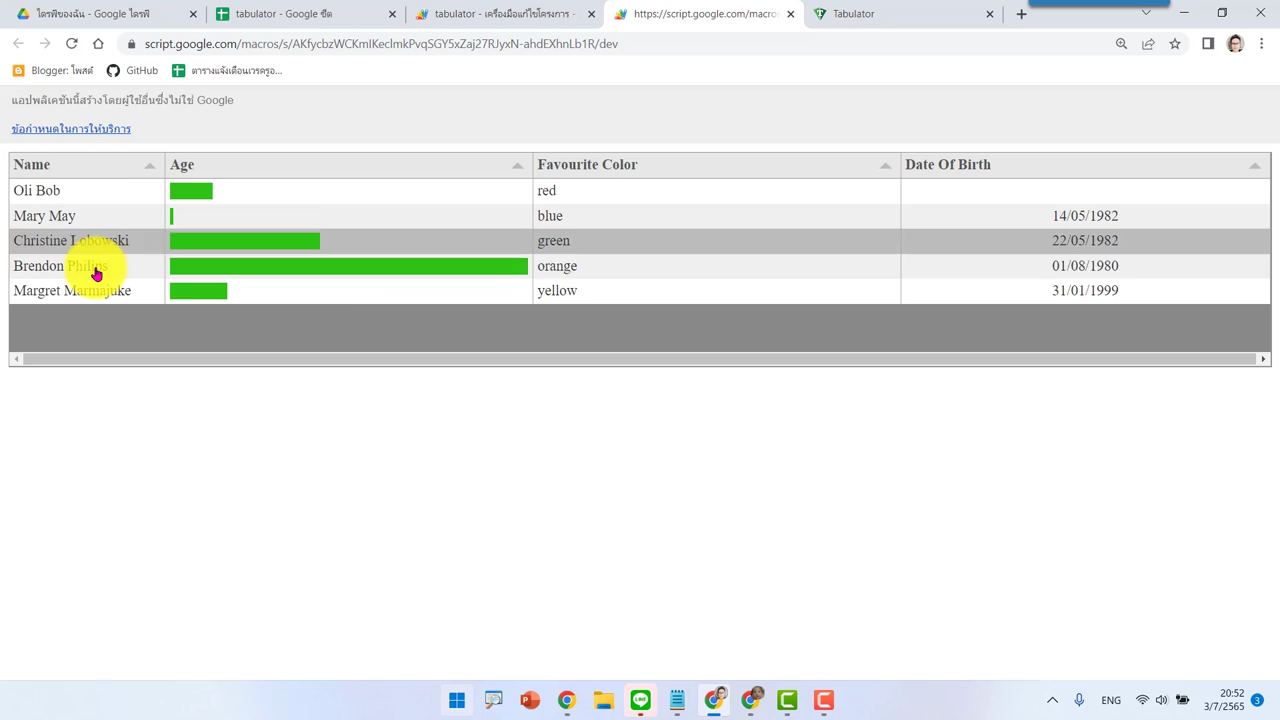 ไดรฟ์ของฉัน - Google ไดรฟ์
tabulator - Google ชีต
tabulator - เครื่องมือแก้ไขโครงการ -
https://script.google.com/macros
Tabulator
script.google.com/macros/s/AKfycbzWCKmIKeclmkPvqSGY5xZaj27RJyxN-ahdEXhnLb1R/dev
Blogger: โพสต์
GitHub
ตารางแจ้งเตือนเวรครูอ...
แอปพลิเคชันนี้สร้างโดยผู้ใช้อื่นซึ่งไม่ใช่ Google
ข้อกำหนดในการให้บริการ
Name Age Favourite Color Date Of Birth
Oli Bob red
Mary May blue 14/05/1982
Christine Lobowski green 22/05/1982
Brendon Philips orange 01/08/1980
Margret Marmajuke yellow 31/01/1999
ENG
20:52
3/7/2565
3